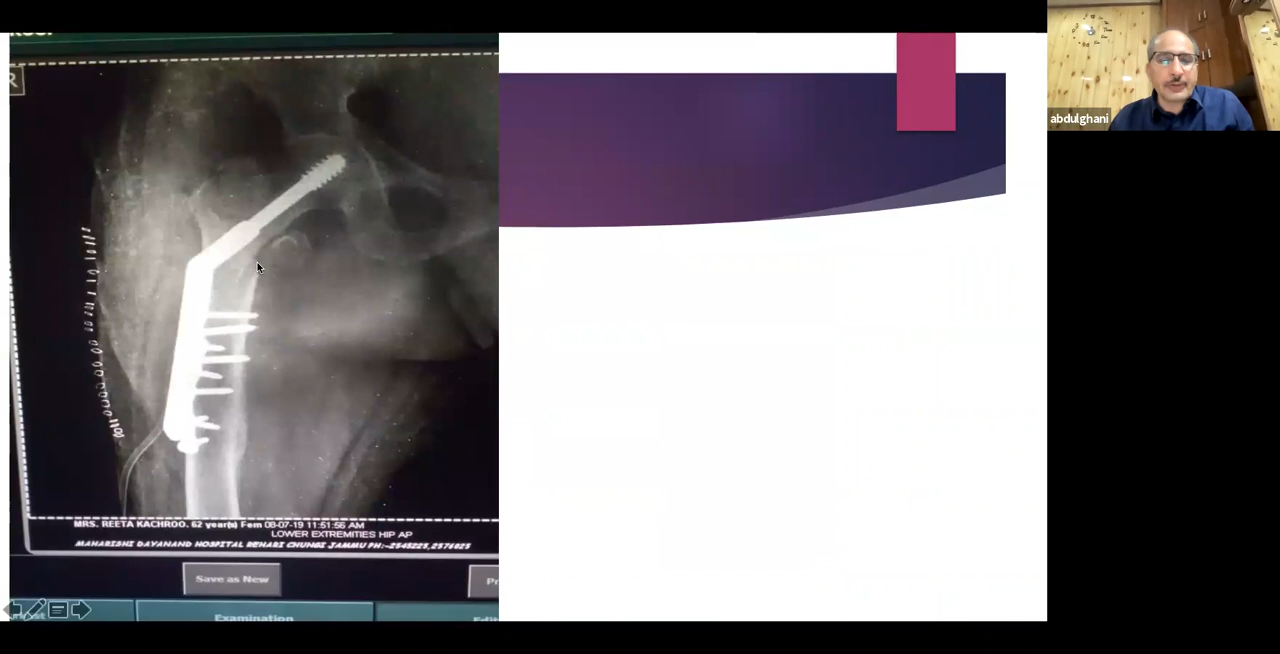 R
abdulghani
MRS. REETA KACHROO. 62 year(s) Fem 08-07-19 11:51:56 AM
LOWER EXTREMITIES HIP AP
MAHARISHI DAYANAND HOSPITAL REHARI CHUNGI JAMMU PH:-2545225,2576025
Save as New
Examination